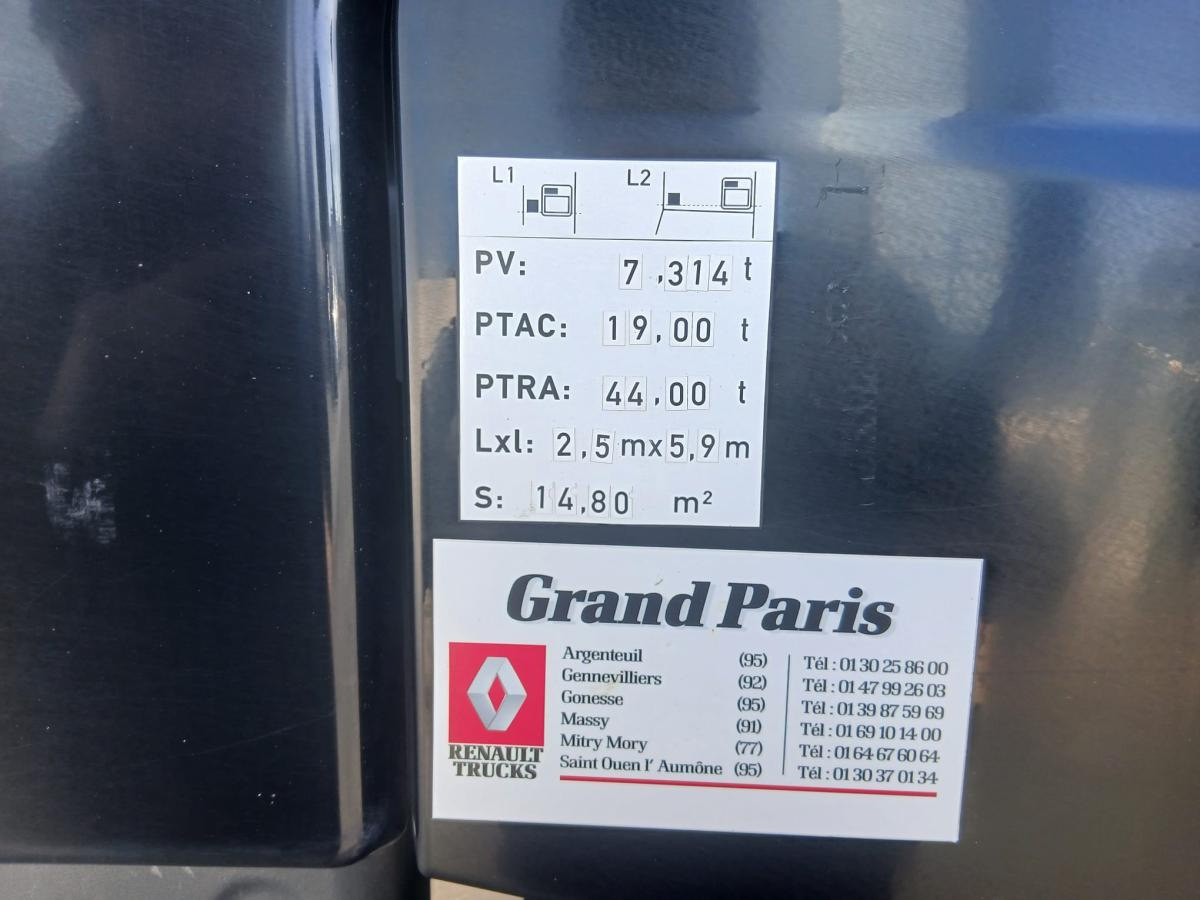 L1 L2
PV: 7,314 t
PTAC: 19,00 t
PTRA: 44,00 t
Lxl: 2,5 mx5,9 m
S: 14,80 m²
Grand Paris
Argenteuil (95) Tél : 01 30 25 86 00
Gennevilliers (92) Tél : 01 47 99 26 03
Gonesse (95) Tél : 01 39 87 59 69
Massy (91) Tél : 01 69 10 14 00
Mitry Mory (77) Tél : 01 64 67 60 64
Saint Ouen l' Aumône (95) Tél : 01 30 37 01 34
RENAULT
TRUCKS